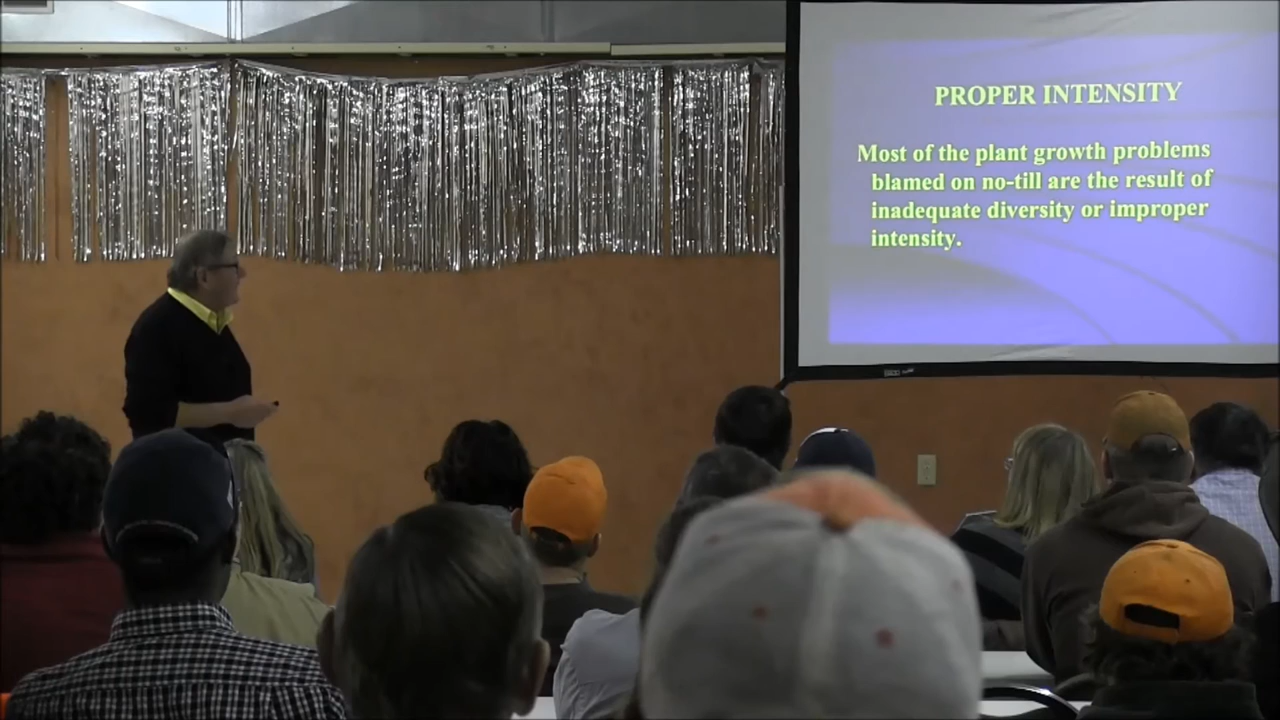 PROPER INTENSITY
Most of the plant growth problems
blamed on no-till are the result of
inadequate diversity or improper
intensity.